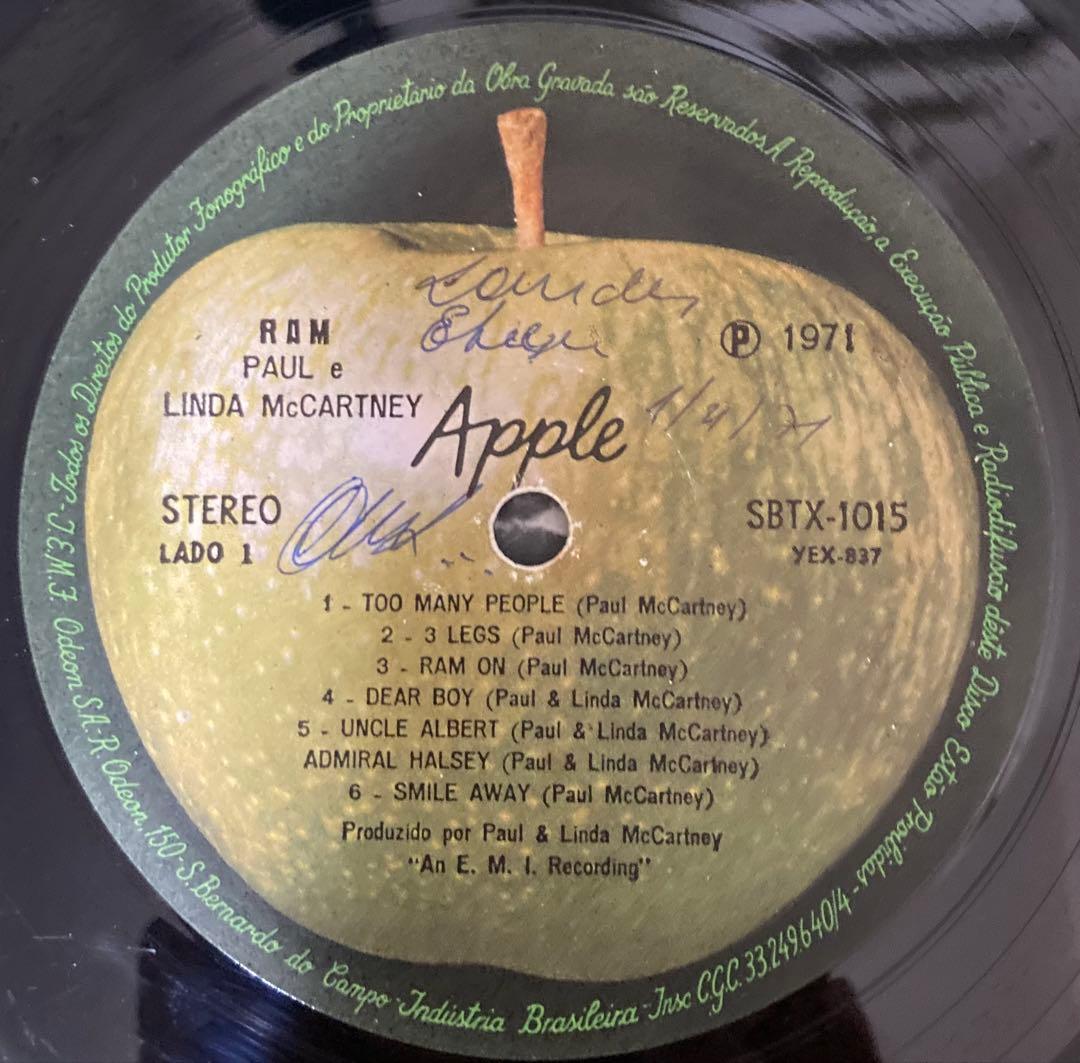 Todos os Direitos do Produtor Fonográfico e do Proprietário da Obra Gravada são Reservados A Reprodução, a Execução Pública e Radiodifusão dêste Disco Estão Proibidas - I.E.M.E. Odeon S.A. R. Odeon, 150 - S. Bernardo do Campo - Indústria Brasileira - Insc C.G.C. 33.249.640/4 -
RAM
PAUL e
LINDA McCARTNEY
Ⓟ 1971
Apple
1/4/71
STEREO
LADO 1
SBTX-1015
YEX-837
1 - TOO MANY PEOPLE (Paul McCartney)
2 - 3 LEGS (Paul McCartney)
3 - RAM ON (Paul McCartney)
4 - DEAR BOY (Paul & Linda McCartney)
5 - UNCLE ALBERT (Paul & Linda McCartney)
ADMIRAL HALSEY (Paul & Linda McCartney)
6 - SMILE AWAY (Paul McCartney)
Produzido por Paul & Linda McCartney
"An E. M. I. Recording"